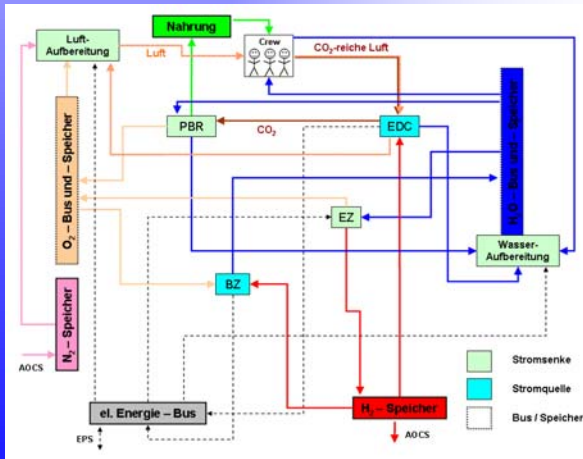 Nahrung
Luft-
Aufbereitung
Luft
Crew
CO₂-reiche Luft
PBR
CO₂
EDC
O₂ – Bus und – Speicher
H₂O – Bus und – Speicher
EZ
Wasser-
Aufbereitung
BZ
N₂ – Speicher
AOCS
Stromsenke
Stromquelle
Bus / Speicher
el. Energie – Bus
H₂ – Speicher
EPS
AOCS